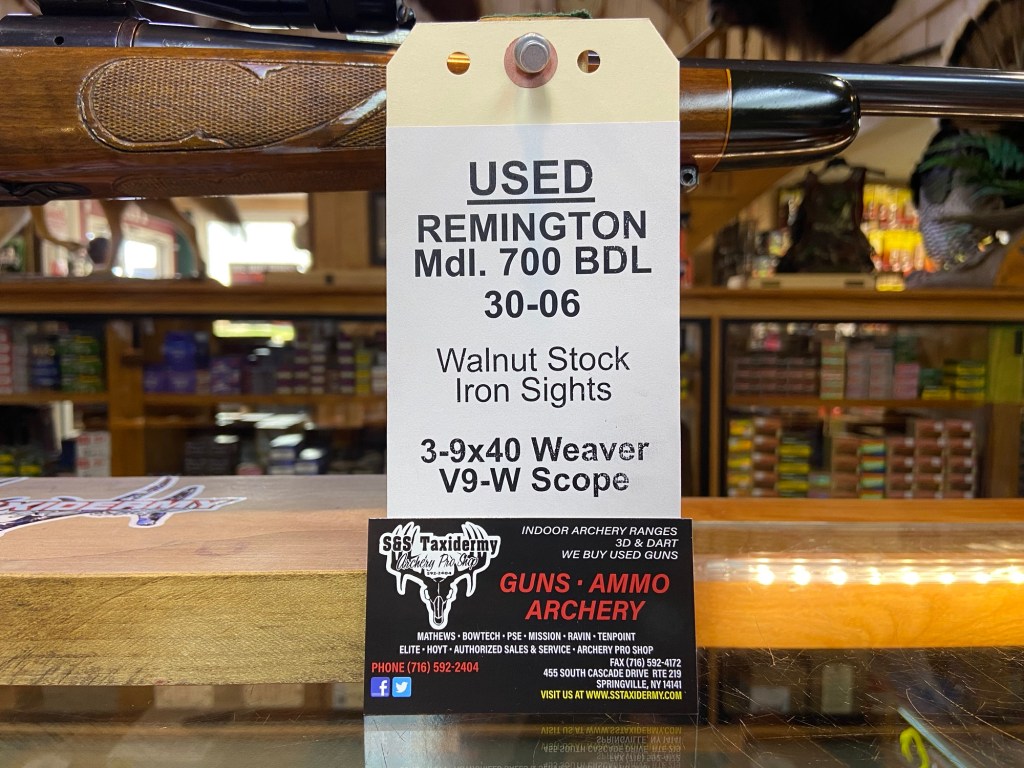 USED
REMINGTON
Mdl. 700 BDL
30-06
Walnut Stock
Iron Sights
3-9x40 Weaver
V9-W Scope
S&S Taxidermy
Archery Pro Shop
592-2404
INDOOR ARCHERY RANGES
3D & DART
WE BUY USED GUNS
GUNS · AMMO
ARCHERY
MATHEWS · BOWTECH · PSE · MISSION · RAVIN · TENPOINT
ELITE · HOYT · AUTHORIZED SALES & SERVICE · ARCHERY PRO SHOP
PHONE (716) 592-2404
FAX (716) 592-4172
455 SOUTH CASCADE DRIVE RTE 219
SPRINGVILLE, NY 14141
VISIT US AT WWW.SSTAXIDERMY.COM